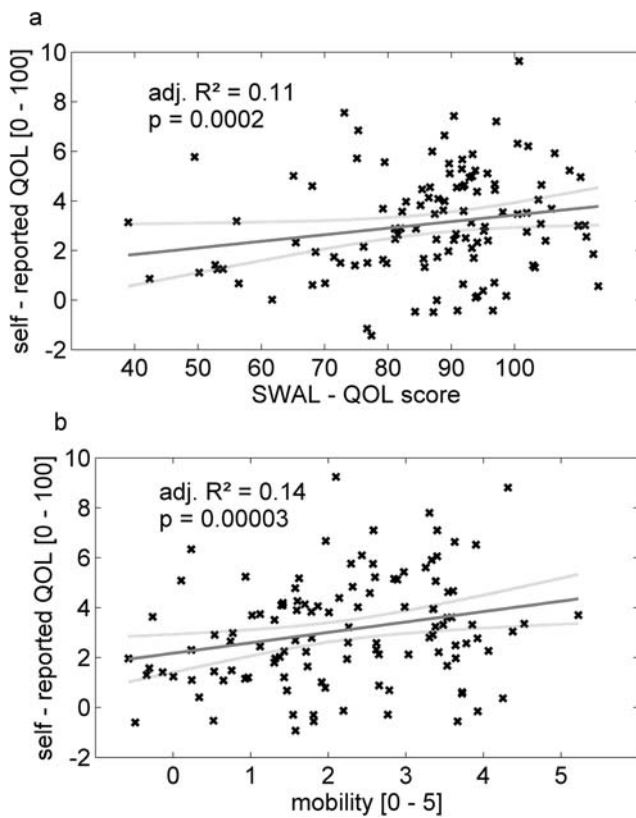 a
self - reported QOL [0 - 100]
10
8
6
4
2
0
-2
adj. R² = 0.11
p = 0.0002
40 50 60 70 80 90 100
SWAL - QOL score
b
self - reported QOL [0 - 100]
10
8
6
4
2
0
-2
adj. R² = 0.14
p = 0.00003
0 1 2 3 4 5
mobility [0 - 5]